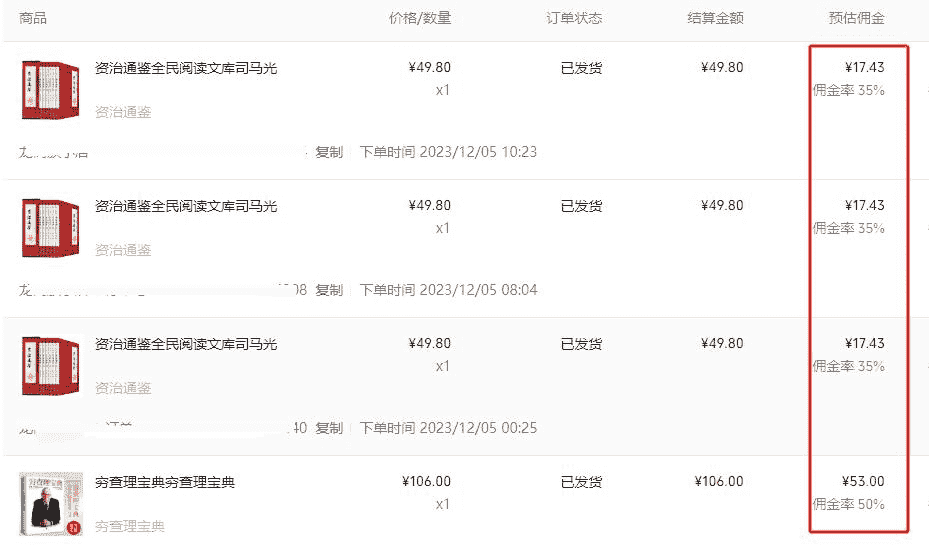 商品 价格/数量 订单状态 结算金额 预估佣金
资治通鉴全民阅读文库司马光 ¥49.80 已发货 ¥49.80 ¥17.43
x1 佣金率 35%
资治通鉴
复制 下单时间 2023/12/05 10:23
资治通鉴全民阅读文库司马光 ¥49.80 已发货 ¥49.80 ¥17.43
x1 佣金率 35%
资治通鉴
08 复制 下单时间 2023/12/05 08:04
资治通鉴全民阅读文库司马光 ¥49.80 已发货 ¥49.80 ¥17.43
x1 佣金率 35%
资治通鉴
40 复制 下单时间 2023/12/05 00:25
穷查理宝典穷查理宝典 ¥106.00 已发货 ¥106.00 ¥53.00
x1 佣金率 50%
穷查理宝典